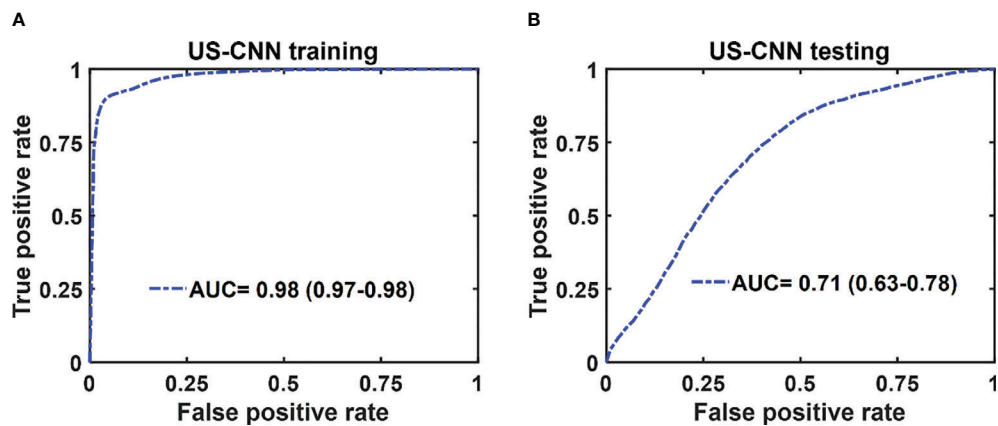 A
US-CNN training
1
0.75
0.5
0.25
0
True positive rate
AUC= 0.98 (0.97-0.98)
0
0.25
0.5
0.75
1
False positive rate
B
US-CNN testing
1
0.75
0.5
0.25
0
True positive rate
AUC= 0.71 (0.63-0.78)
0
0.25
0.5
0.75
1
False positive rate